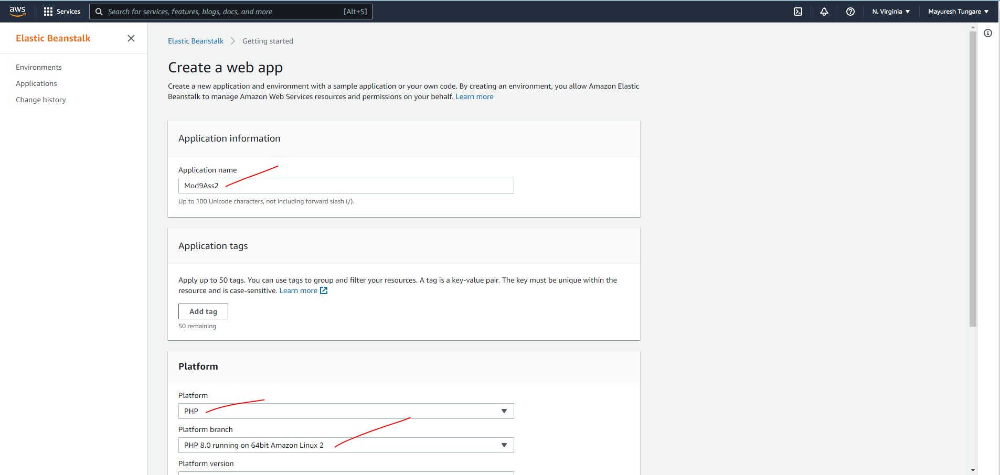 aws Services Search for services, features, blogs, docs, and more [Alt+S] N. Virginia Mayuresh Tungare
Elastic Beanstalk
Environments
Applications
Change history
Elastic Beanstalk Getting started
Create a web app
Create a new application and environment with a sample application or your own code. By creating an environment, you allow Amazon Elastic
Beanstalk to manage Amazon Web Services resources and permissions on your behalf. Learn more
Application information
Application name
Mod9Ass2
Up to 100 Unicode characters, not including forward slash (/).
Application tags
Apply up to 50 tags. You can use tags to group and filter your resources. A tag is a key-value pair. The key must be unique within the
resource and is case-sensitive. Learn more
Add tag
50 remaining
Platform
Platform
PHP
Platform branch
PHP 8.0 running on 64bit Amazon Linux 2
Platform version